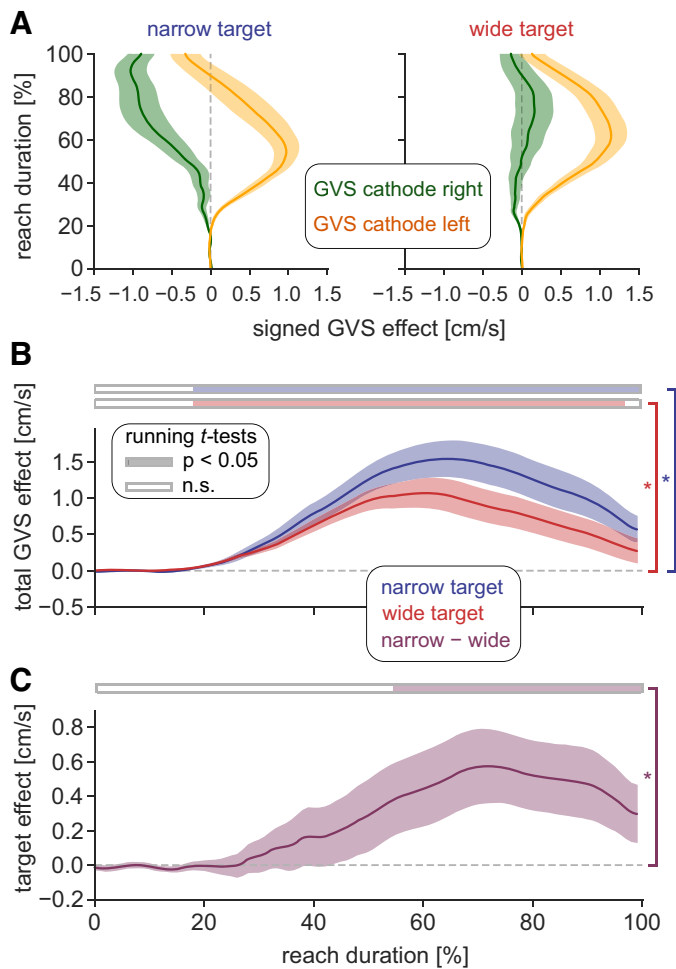 A
narrow target
wide target
reach duration [%]
100
80
60
40
20
0
GVS cathode right
GVS cathode left
−1.5 −1.0 −0.5 0 0.5 1.0 1.5
−1.5 −1.0 −0.5 0 0.5 1.0 1.5
signed GVS effect [cm/s]
B
total GVS effect [cm/s]
running t-tests
p < 0.05
n.s.
1.5
1.0
0.5
0.0
−0.5
* *
narrow target
wide target
narrow − wide
C
target effect [cm/s]
0.8
0.6
0.4
0.2
0.0
−0.2
*
0 20 40 60 80 100
reach duration [%]